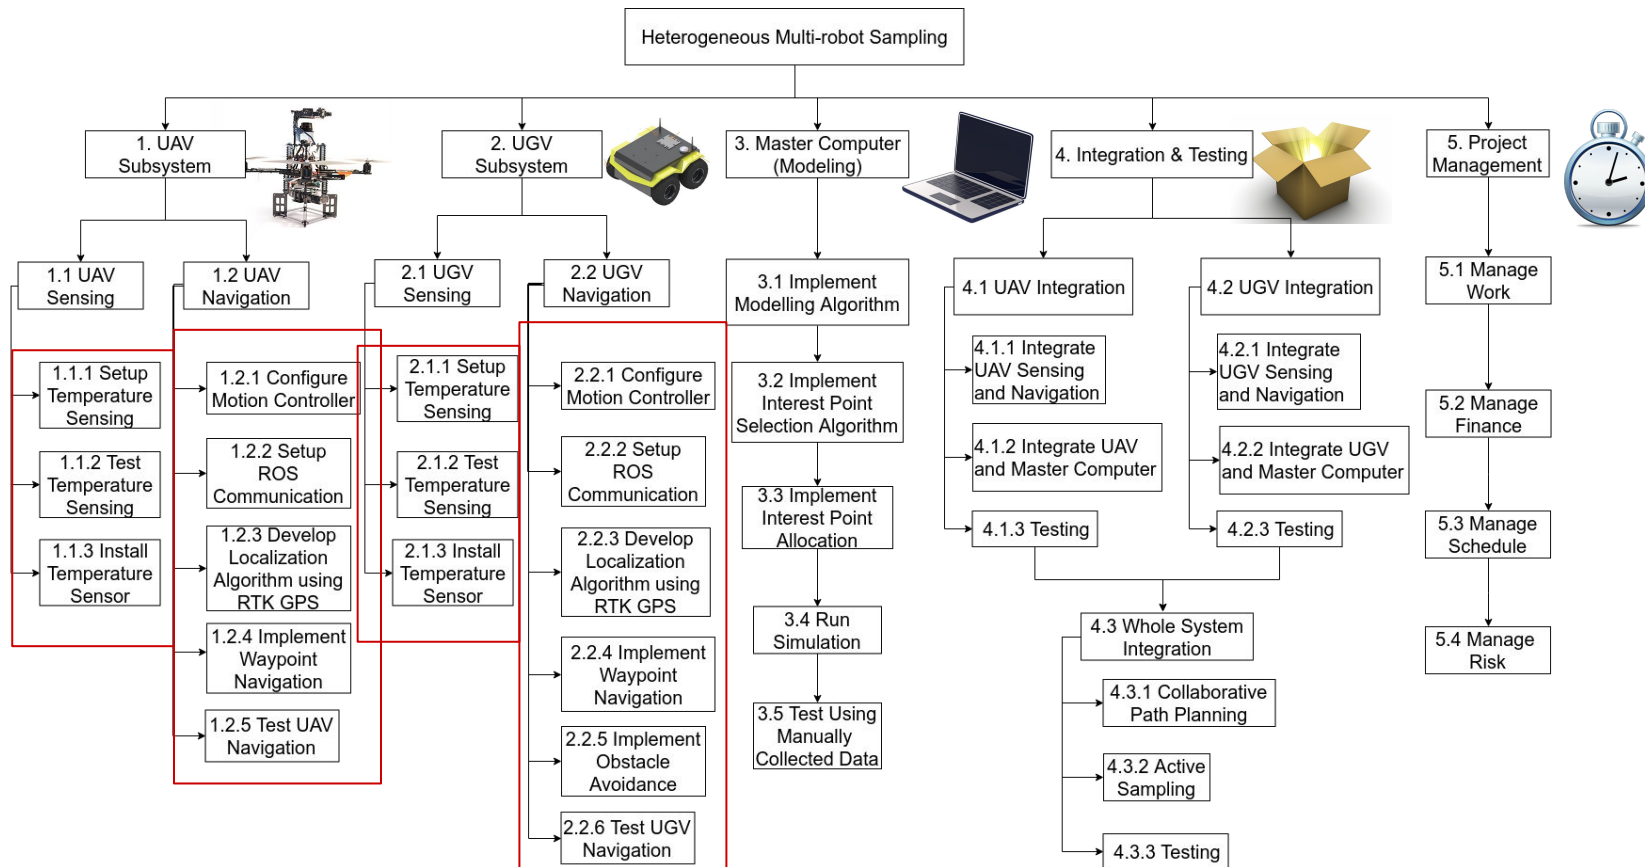 Heterogeneous Multi-robot Sampling
1. UAV
Subsystem
2. UGV
Subsystem
3. Master Computer
(Modeling)
4. Integration & Testing
5. Project
Management
1.1 UAV
Sensing
1.2 UAV
Navigation
2.1 UGV
Sensing
2.2 UGV
Navigation
3.1 Implement
Modelling Algorithm
4.1 UAV Integration
4.2 UGV Integration
5.1 Manage
Work
1.1.1 Setup
Temperature
Sensing
1.1.2 Test
Temperature
Sensing
1.1.3 Install
Temperature
Sensor
1.2.1 Configure
Motion Controller
1.2.2 Setup
ROS
Communication
1.2.3 Develop
Localization
Algorithm using
RTK GPS
1.2.4 Implement
Waypoint
Navigation
1.2.5 Test UAV
Navigation
2.1.1 Setup
Temperature
Sensing
2.1.2 Test
Temperature
Sensing
2.1.3 Install
Temperature
Sensor
2.2.1 Configure
Motion Controller
2.2.2 Setup
ROS
Communication
2.2.3 Develop
Localization
Algorithm using
RTK GPS
2.2.4 Implement
Waypoint
Navigation
2.2.5 Implement
Obstacle
Avoidance
2.2.6 Test UGV
Navigation
3.2 Implement
Interest Point
Selection Algorithm
3.3 Implement
Interest Point
Allocation
3.4 Run
Simulation
3.5 Test Using
Manually
Collected Data
4.1.1 Integrate
UAV Sensing
and Navigation
4.1.2 Integrate UAV
and Master Computer
4.1.3 Testing
4.2.1 Integrate
UGV Sensing
and Navigation
4.2.2 Integrate UGV
and Master Computer
4.2.3 Testing
4.3 Whole System
Integration
4.3.1 Collaborative
Path Planning
4.3.2 Active
Sampling
4.3.3 Testing
5.2 Manage
Finance
5.3 Manage
Schedule
5.4 Manage
Risk